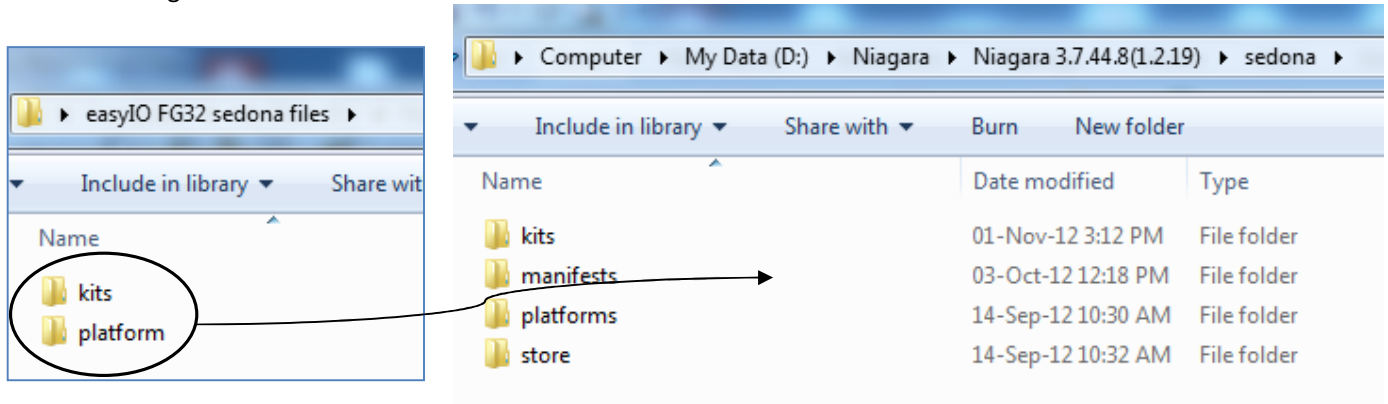 easyIO FG32 sedona files
Include in library Share wit
Name
kits
platform
Computer My Data (D:) Niagara Niagara 3.7.44.8(1.2.19) sedona
Include in library Share with Burn New folder
Name Date modified Type
kits 01-Nov-12 3:12 PM File folder
manifests 03-Oct-12 12:18 PM File folder
platforms 14-Sep-12 10:30 AM File folder
store 14-Sep-12 10:32 AM File folder